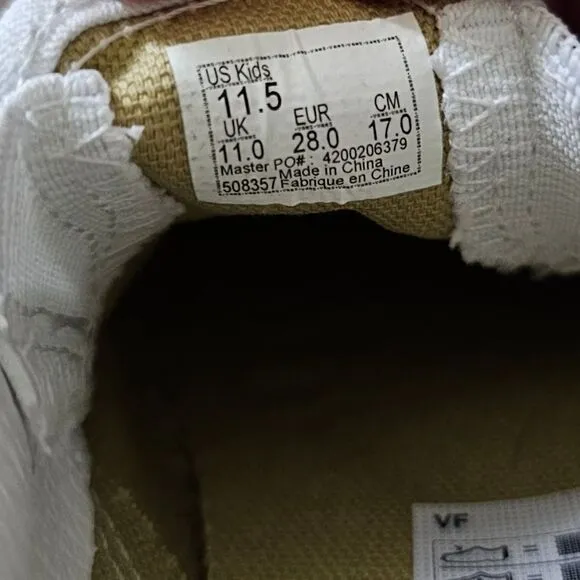 US Kids
11.5
UK EUR CM
11.0 28.0 17.0
Master PO# : 4200206379
Made in China
508357 Fabrique en Chine
VF
=
=